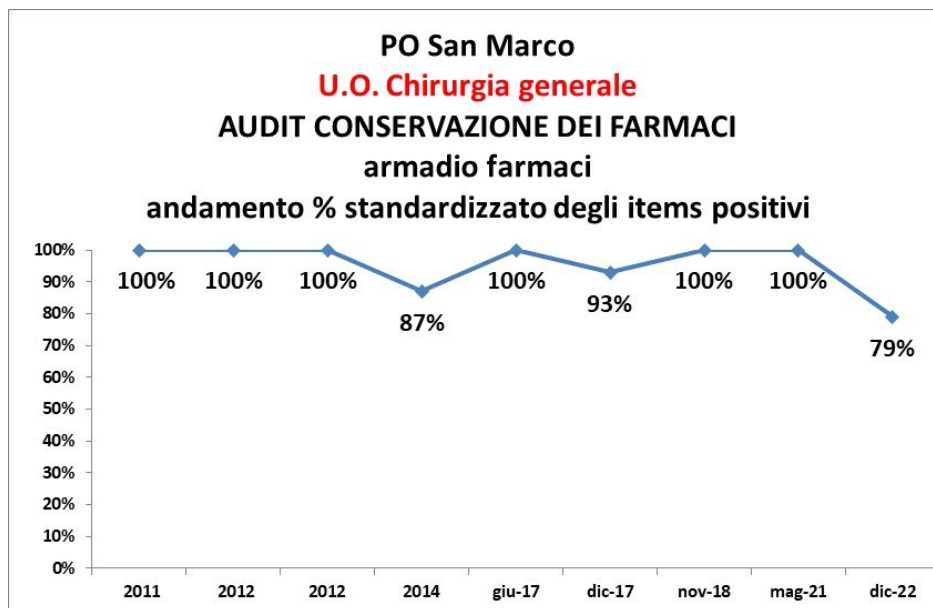 PO San Marco
U.O. Chirurgia generale
AUDIT CONSERVAZIONE DEI FARMACI
armadio farmaci
andamento % standardizzato degli items positivi
100%
90%
80%
70%
60%
50%
40%
30%
20%
10%
0%
100% 100% 100% 87% 100% 93% 100% 100% 79%
2011 2012 2012 2014 giu-17 dic-17 nov-18 mag-21 dic-22